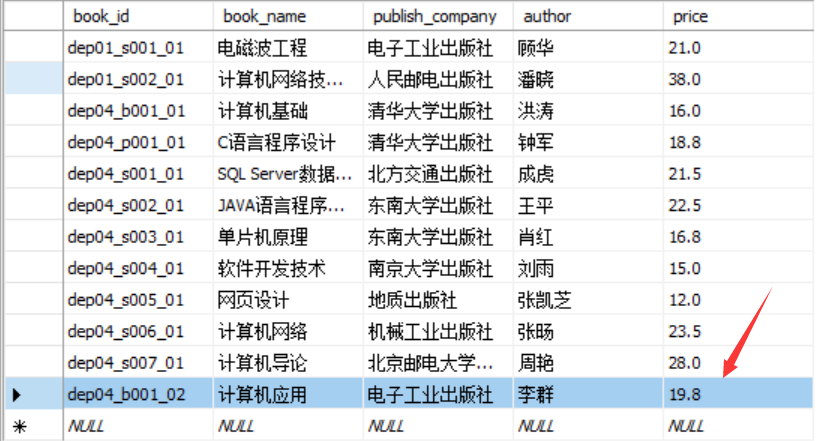 book_id book_name publish_company author price
dep01_s001_01 电磁波工程 电子工业出版社 顾华 21.0
dep01_s002_01 计算机网络技... 人民邮电出版社 潘晓 38.0
dep04_b001_01 计算机基础 清华大学出版社 洪涛 16.0
dep04_p001_01 C语言程序设计 清华大学出版社 钟军 18.8
dep04_s001_01 SQL Server数据... 北方交通出版社 成虎 21.5
dep04_s002_01 JAVA语言程序... 东南大学出版社 王平 22.5
dep04_s003_01 单片机原理 东南大学出版社 肖红 16.8
dep04_s004_01 软件开发技术 南京大学出版社 刘雨 15.0
dep04_s005_01 网页设计 地质出版社 张凯芝 12.0
dep04_s006_01 计算机网络 机械工业出版社 张旸 23.5
dep04_s007_01 计算机导论 北京邮电大学... 周艳 28.0
dep04_b001_02 计算机应用 电子工业出版社 李群 19.8
NULL NULL NULL NULL NULL